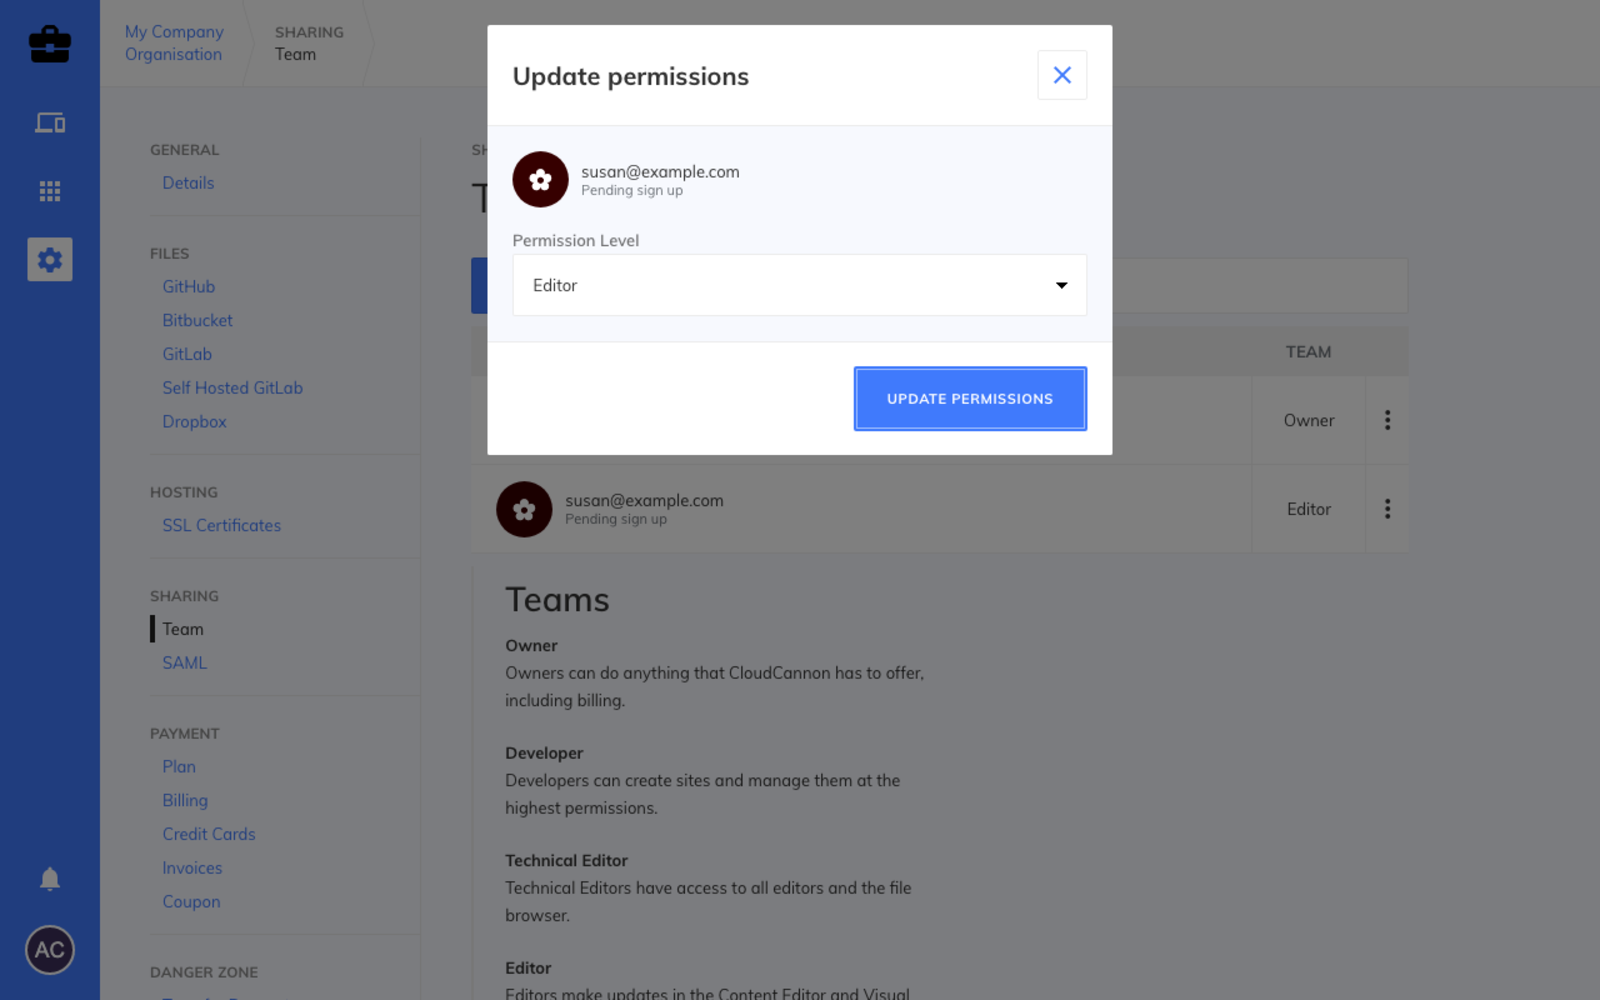 My Company
Organisation
SHARING
Team
GENERAL
Details
FILES
GitHub
Bitbucket
GitLab
Self Hosted GitLab
Dropbox
HOSTING
SSL Certificates
SHARING
Team
SAML
PAYMENT
Plan
Billing
Credit Cards
Invoices
Coupon
DANGER ZONE
AC
Update permissions
susan@example.com
Pending sign up
Permission Level
Editor
UPDATE PERMISSIONS
TEAM
Owner
susan@example.com
Pending sign up
Editor
Teams
Owner
Owners can do anything that CloudCannon has to offer,
including billing.
Developer
Developers can create sites and manage them at the
highest permissions.
Technical Editor
Technical Editors have access to all editors and the file
browser.
Editor
Editors make updates in the Content Editor and Visual